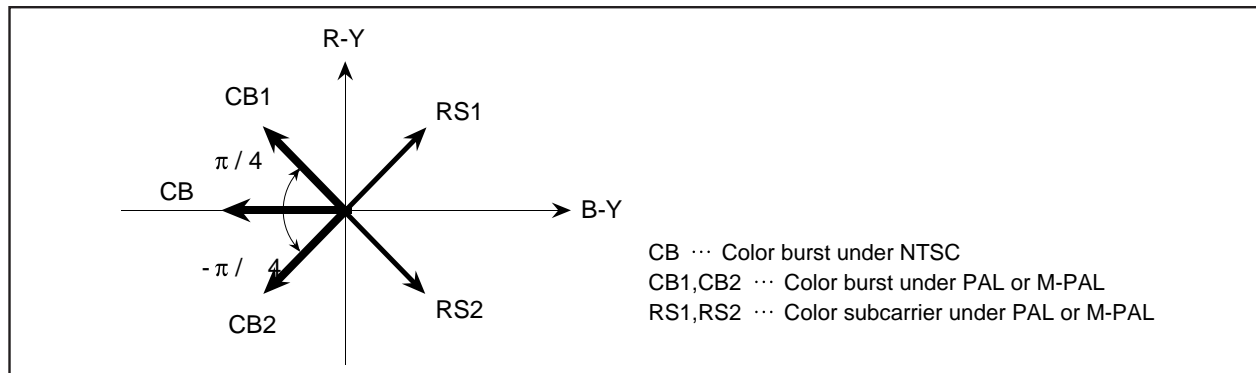 R-Y
CB1
RS1
π / 4
CB
B-Y
- π / 4
CB2
RS2
CB ··· Color burst under NTSC
CB1,CB2 ··· Color burst under PAL or M-PAL
RS1,RS2 ··· Color subcarrier under PAL or M-PAL